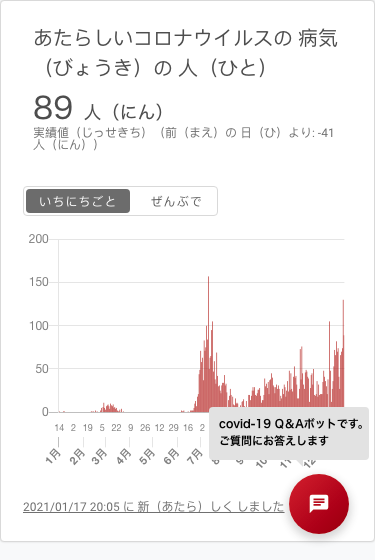 あたらしいコロナウイルスの 病気
（びょうき）の 人（ひと）
89 人（にん）
実績値（じっせきち）（前（まえ）の 日（ひ）より: -41
人（にん））
いちにちごと ぜんぶで
200
150
100
50
0
14 2 19 5 22 9 26 12 29 16 2
1月 2月 3月 4月 5月 6月 7月
covid-19 Q&Aボットです。
ご質問にお答えします
2021/01/17 20:05 に 新（あたら）しく しました